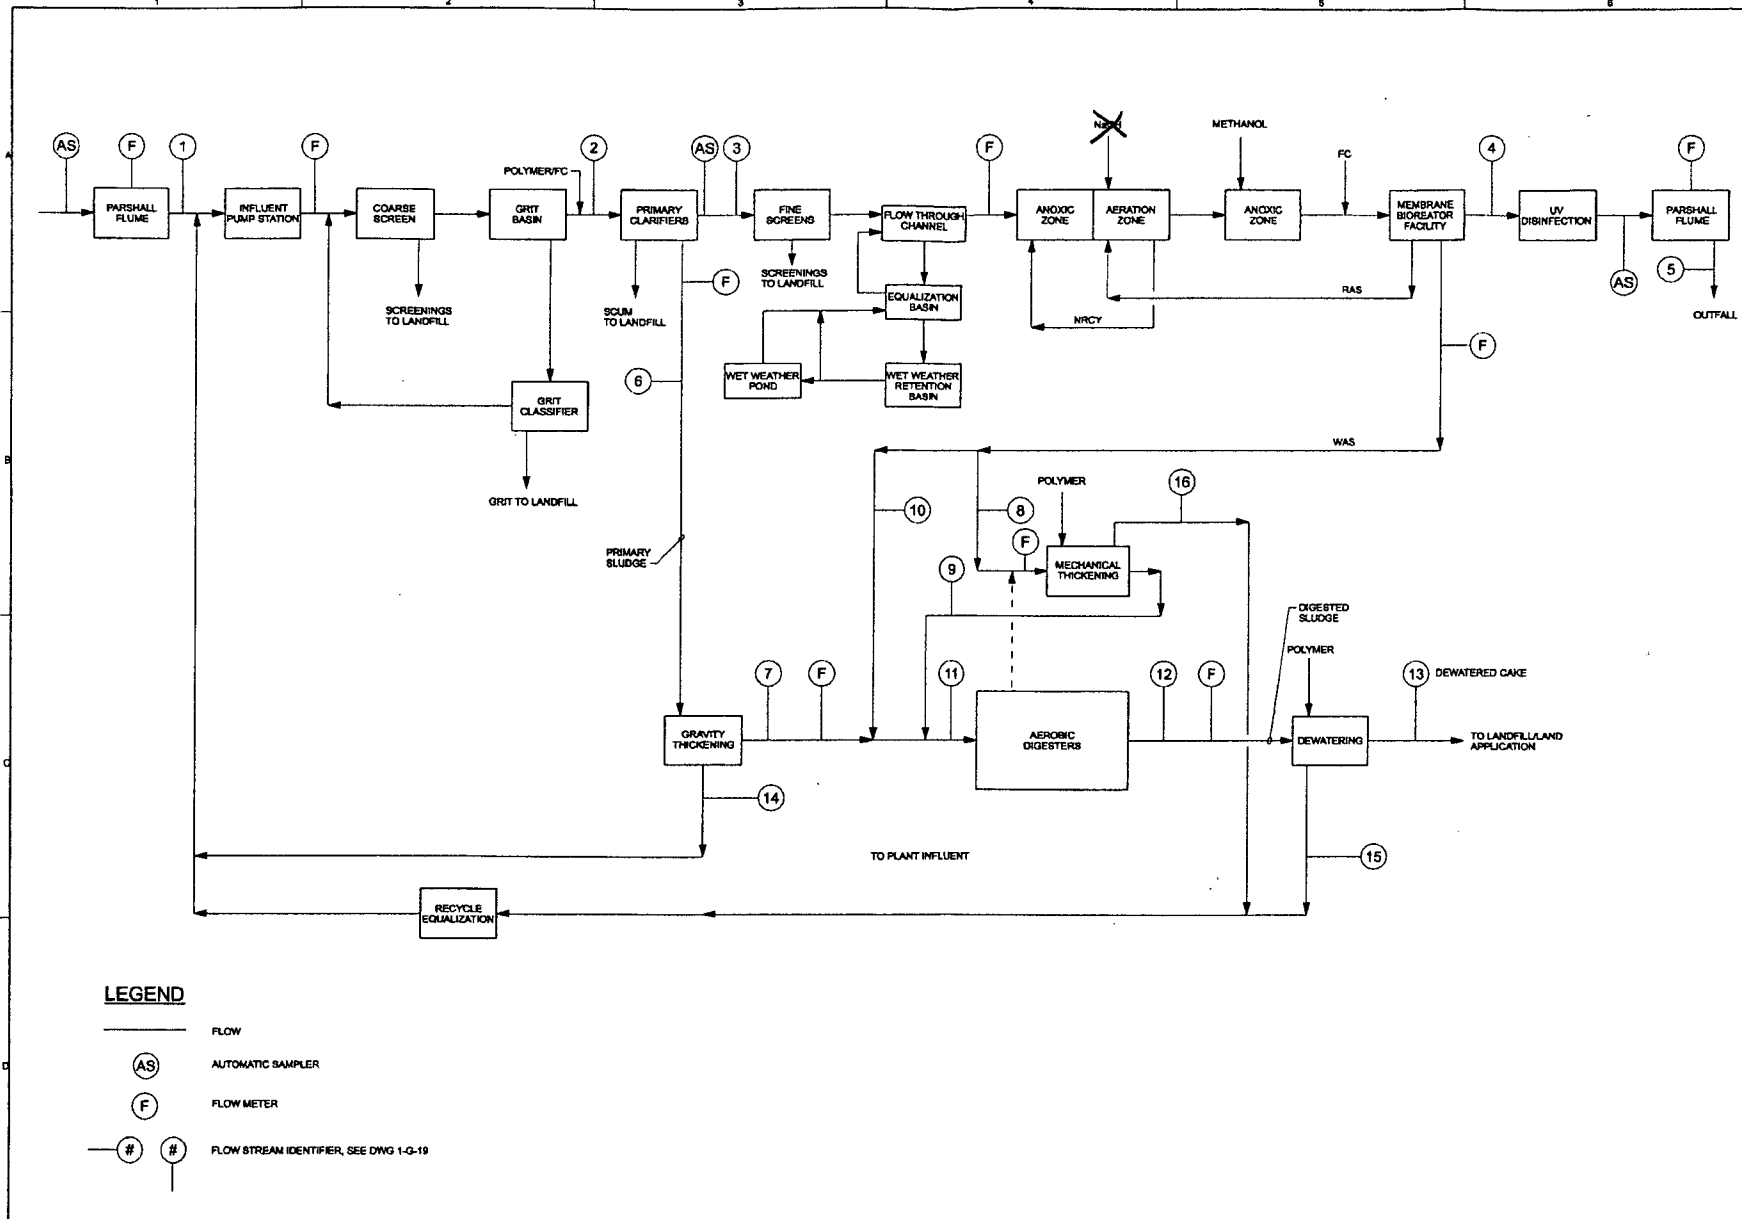 1 2 3 4 5 6
A
B
C
D
AS
F
1
F
POLYMER/FC
2
AS
3
F
METHANOL
FC
4
F
PARSHALL
FLUME
INFLUENT
PUMP STATION
COARSE
SCREEN
GRIT
BASIN
PRIMARY
CLARIFIERS
FINE
SCREENS
FLOW THROUGH
CHANNEL
ANOXIC
ZONE
AERATION
ZONE
ANOXIC
ZONE
MEMBRANE
BIOREATOR
FACILITY
UV
DISINFECTION
PARSHALL
FLUME
SCREENINGS
TO LANDFILL
SCUM
TO LANDFILL
F
SCREENINGS
TO LANDFILL
EQUALIZATION
BASIN
NRCY
RAS
AS
5
OUTFALL
F
6
WET WEATHER
POND
WET WEATHER
RETENTION
BASIN
GRIT
CLASSIFIER
GRIT TO LANDFILL
WAS
POLYMER
16
10
8
F
PRIMARY
SLUDGE
9
MECHANICAL
THICKENING
DIGESTED
SLUDGE
POLYMER
7
F
11
12
F
13
DEWATERED CAKE
GRAVITY
THICKENING
AEROBIC
DIGESTERS
DEWATERING
TO LANDFILL/LAND
APPLICATION
14
TO PLANT INFLUENT
15
RECYCLE
EQUALIZATION
LEGEND
FLOW
AS
AUTOMATIC SAMPLER
F
FLOW METER
# #
FLOW STREAM IDENTIFIER, SEE DWG 1-G-19